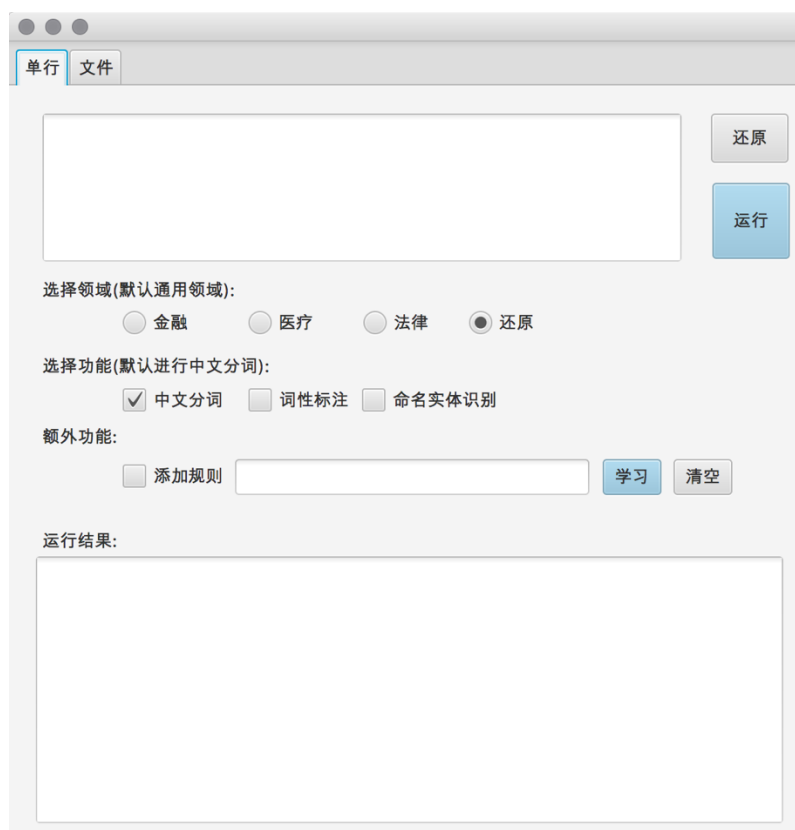 单行 文件
还原
运行
选择领域(默认通用领域):
金融 医疗 法律 还原
选择功能(默认进行中文分词):
中文分词 词性标注 命名实体识别
额外功能:
添加规则 学习 清空
运行结果: